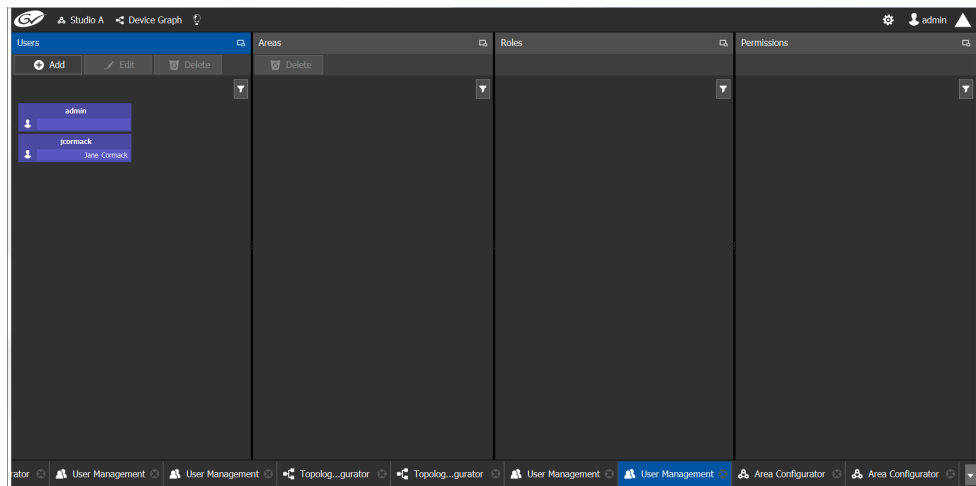 GV Studio A Device Graph admin
Users Areas Roles Permissions
Add Edit Delete Delete
admin
jcormack
Jane Cormack
rator User Management User Management Topolog...gurator Topolog...gurator User Management User Management Area Configurator Area Configurator